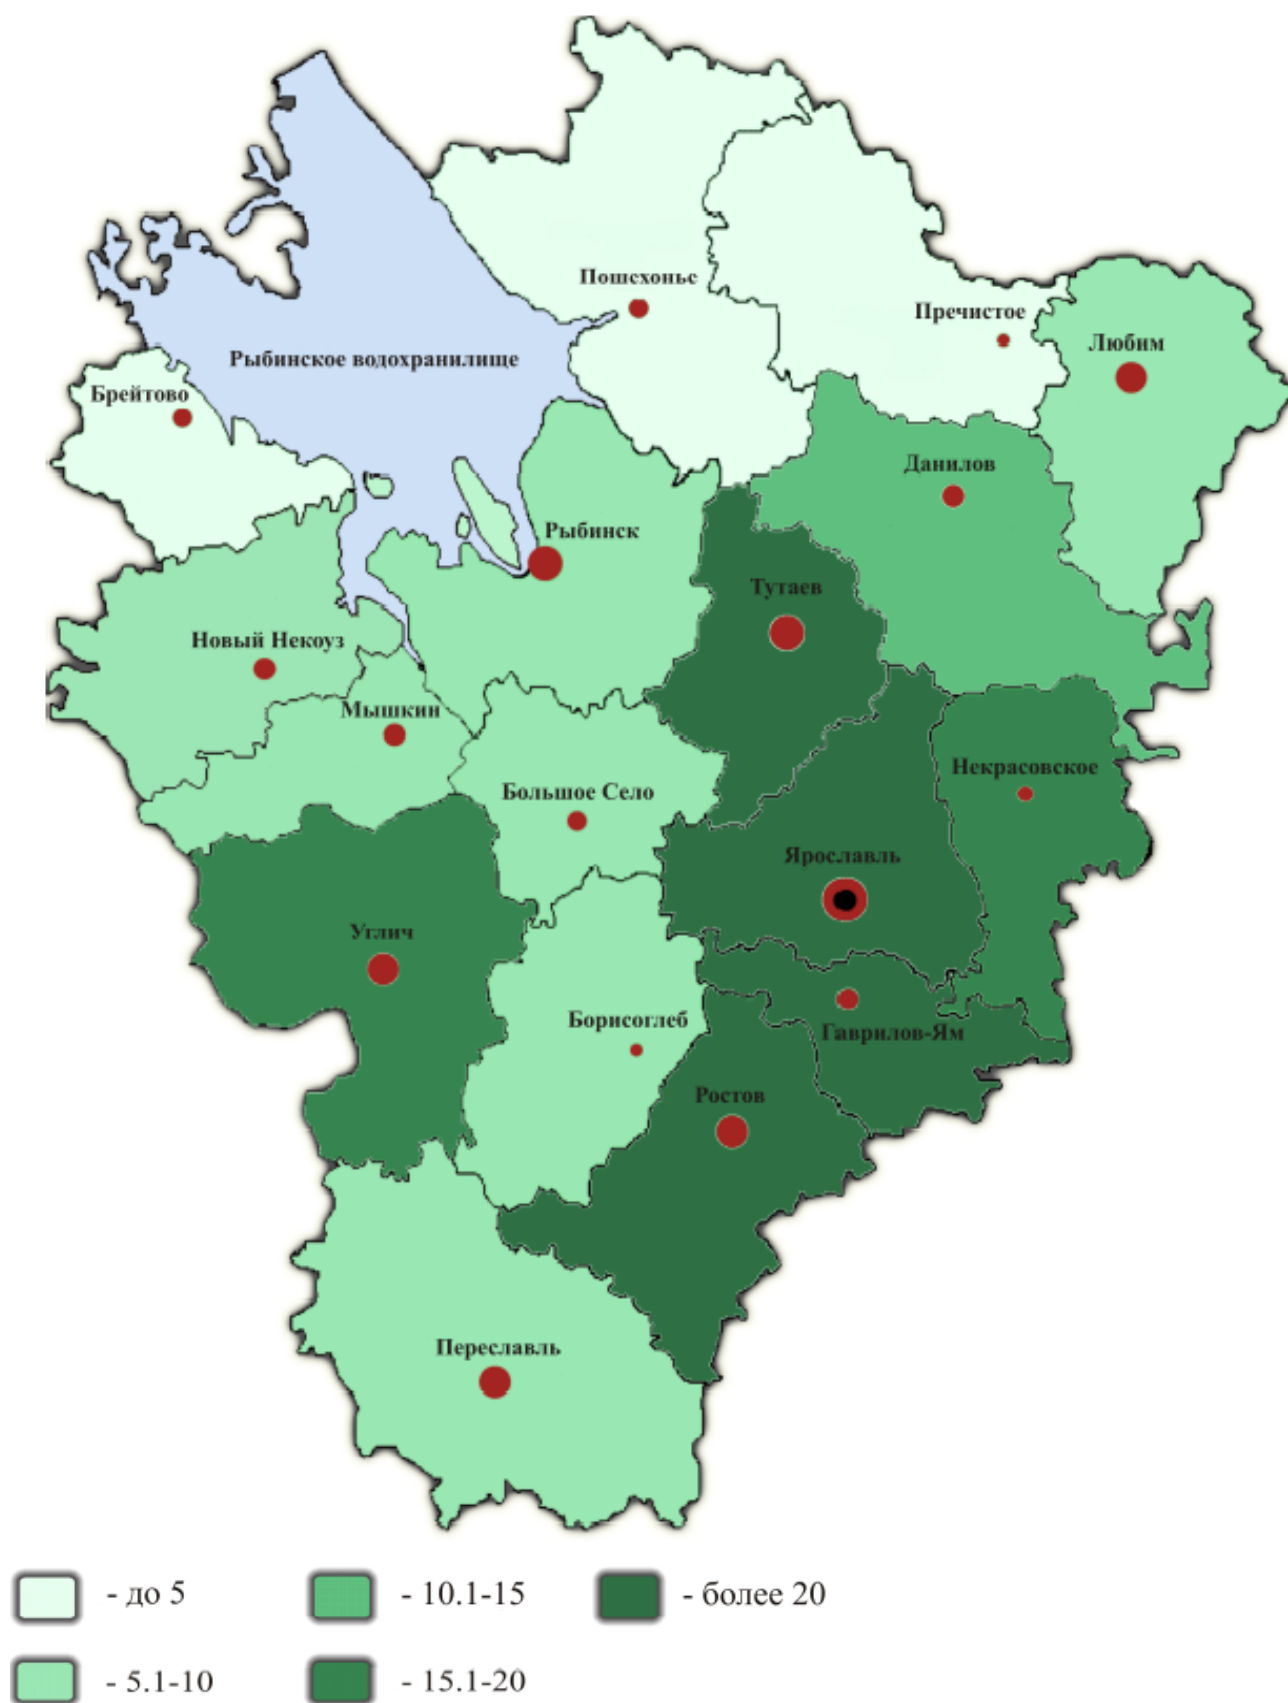 Пошехонье
Пречистое
Любим
Рыбинское водохранилище
Брейтово
Данилов
Рыбинск
Тутаев
Новый Некоуз
Мышкин
Некрасовское
Большое Село
Ярославль
Углич
Борисоглеб
Гаврилов-Ям
Ростов
Переславль
- до 5
- 10.1-15
- более 20
- 5.1-10
- 15.1-20